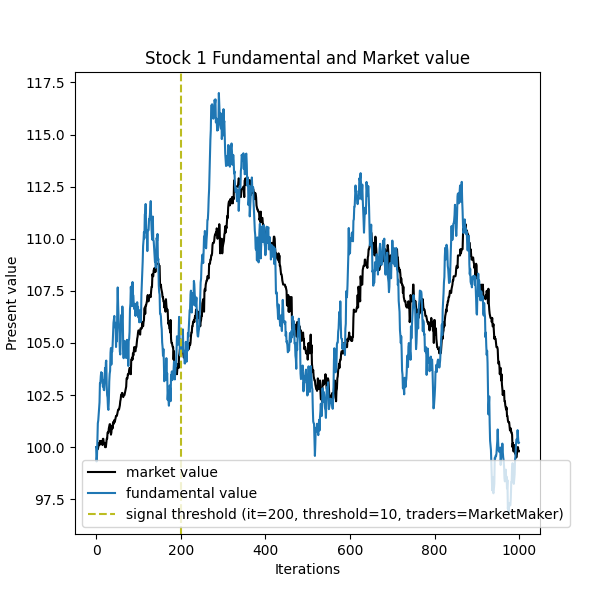 Stock 1 Fundamental and Market value
117.5
115.0
112.5
110.0
107.5
105.0
102.5
100.0
97.5
Present value
market value
fundamental value
signal threshold (it=200, threshold=10, traders=MarketMaker)
0 200 400 600 800 1000
Iterations